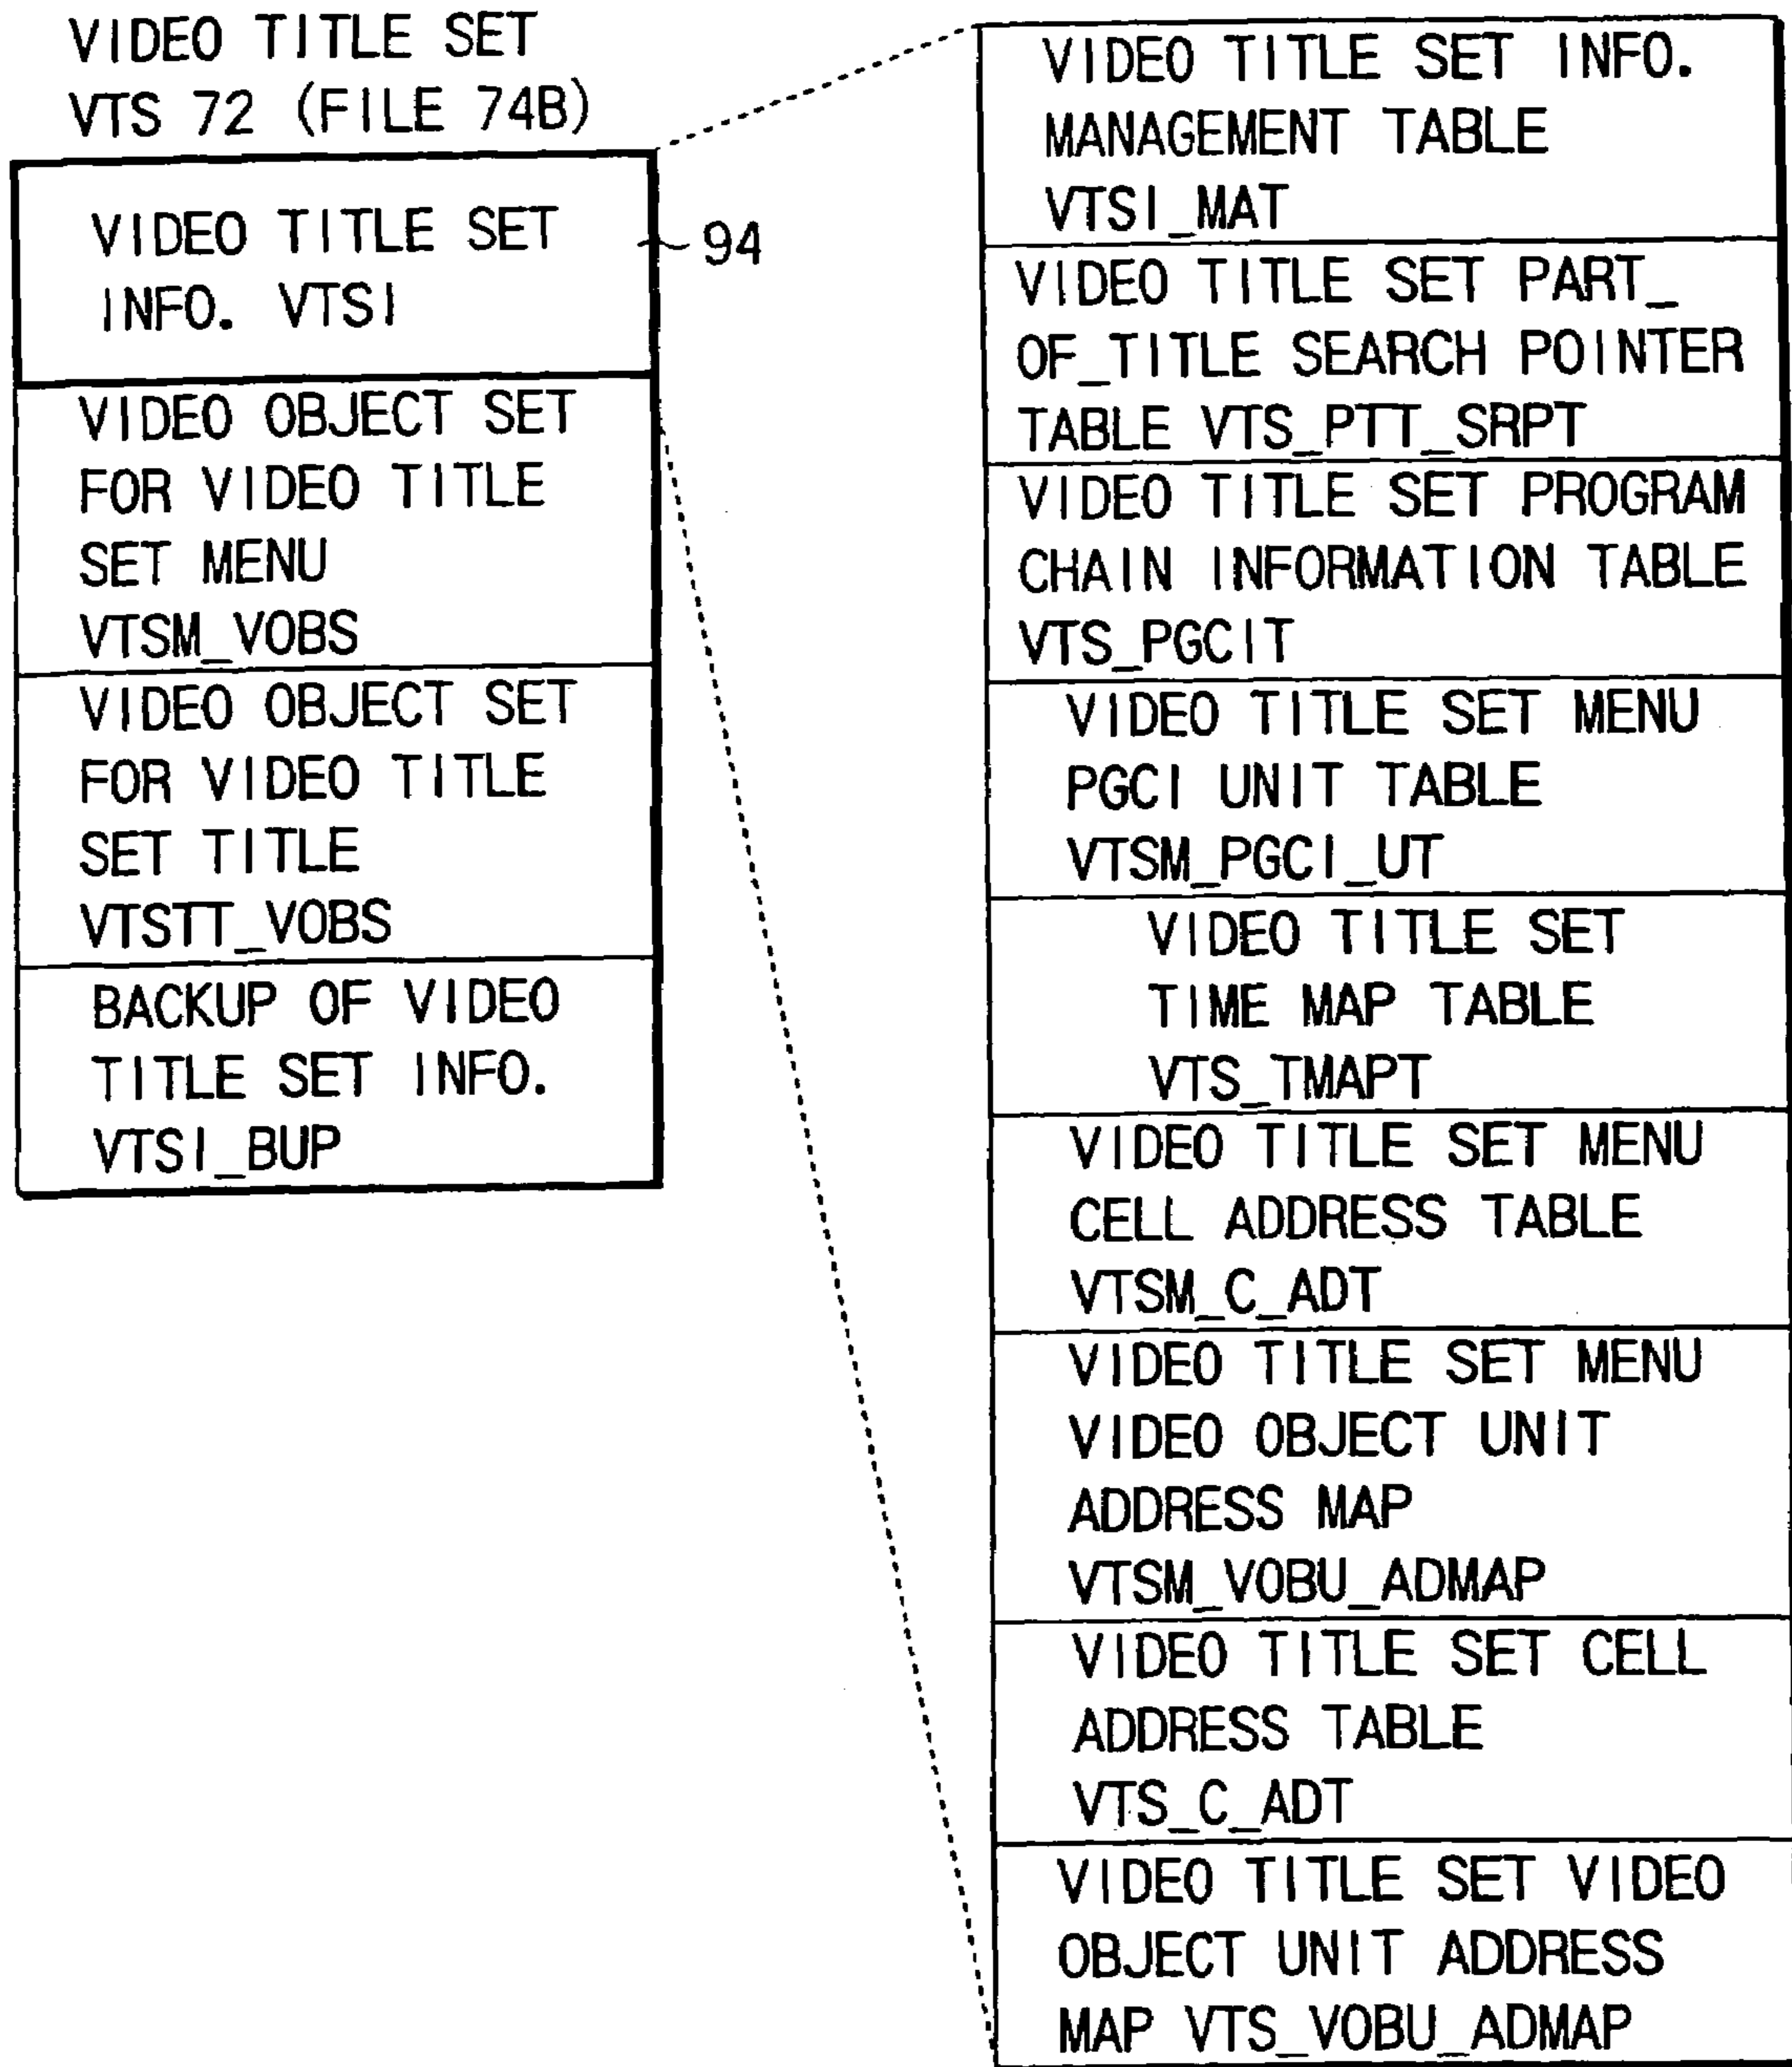 VIDEO TITLE SET
VTS 72 (FILE 74B)
VIDEO TITLE SET
INFO. VTSI
94
VIDEO OBJECT SET
FOR VIDEO TITLE
SET MENU
VTSM_VOBS
VIDEO OBJECT SET
FOR VIDEO TITLE
SET TITLE
VTSTT_VOBS
BACKUP OF VIDEO
TITLE SET INFO.
VTSI_BUP
VIDEO TITLE SET INFO.
MANAGEMENT TABLE
VTSI_MAT
VIDEO TITLE SET PART_
OF_TITLE SEARCH POINTER
TABLE VTS_PTT_SRPT
VIDEO TITLE SET PROGRAM
CHAIN INFORMATION TABLE
VTS_PGCIT
VIDEO TITLE SET MENU
PGCI UNIT TABLE
VTSM_PGCI_UT
VIDEO TITLE SET
TIME MAP TABLE
VTS_TMAPT
VIDEO TITLE SET MENU
CELL ADDRESS TABLE
VTSM_C_ADT
VIDEO TITLE SET MENU
VIDEO OBJECT UNIT
ADDRESS MAP
VTSM_VOBU_ADMAP
VIDEO TITLE SET CELL
ADDRESS TABLE
VTS_C_ADT
VIDEO TITLE SET VIDEO
OBJECT UNIT ADDRESS
MAP VTS_VOBU_ADMAP